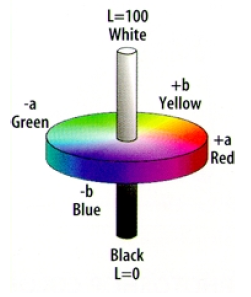 L=100
White
+b
Yellow
-a
Green
+a
Red
-b
Blue
Black
L=0